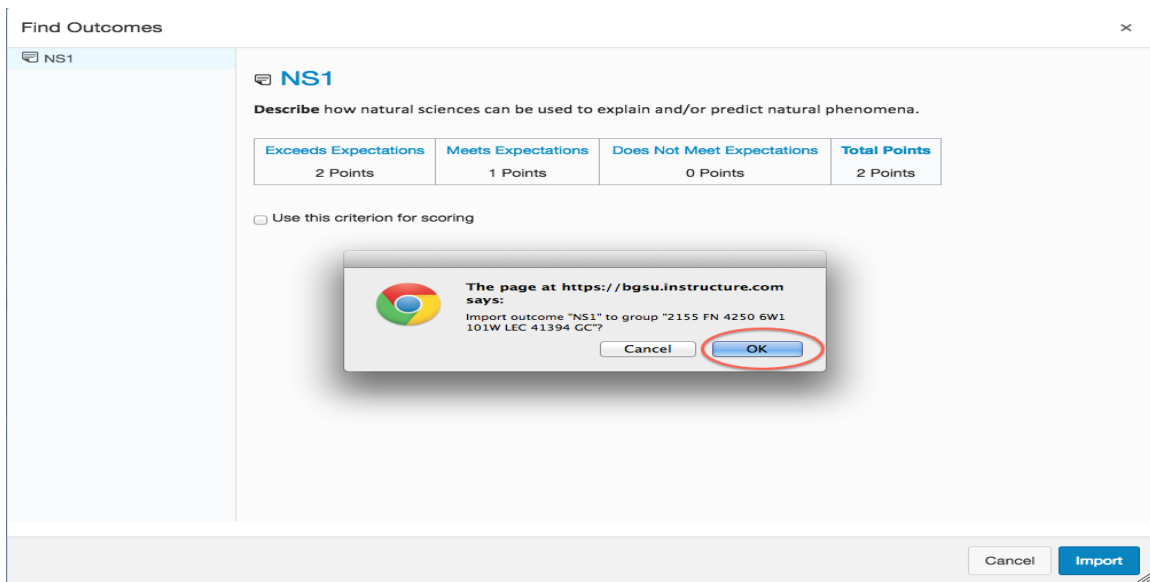 Find Outcomes ×
NS1
NS1
Describe how natural sciences can be used to explain and/or predict natural phenomena.
Exceeds Expectations Meets Expectations Does Not Meet Expectations Total Points
2 Points 1 Points 0 Points 2 Points
Use this criterion for scoring
The page at https://bgsu.instructure.com
says:
Import outcome "NS1" to group "2155 FN 4250 6W1
101W LEC 41394 GC"?
Cancel OK
Cancel Import